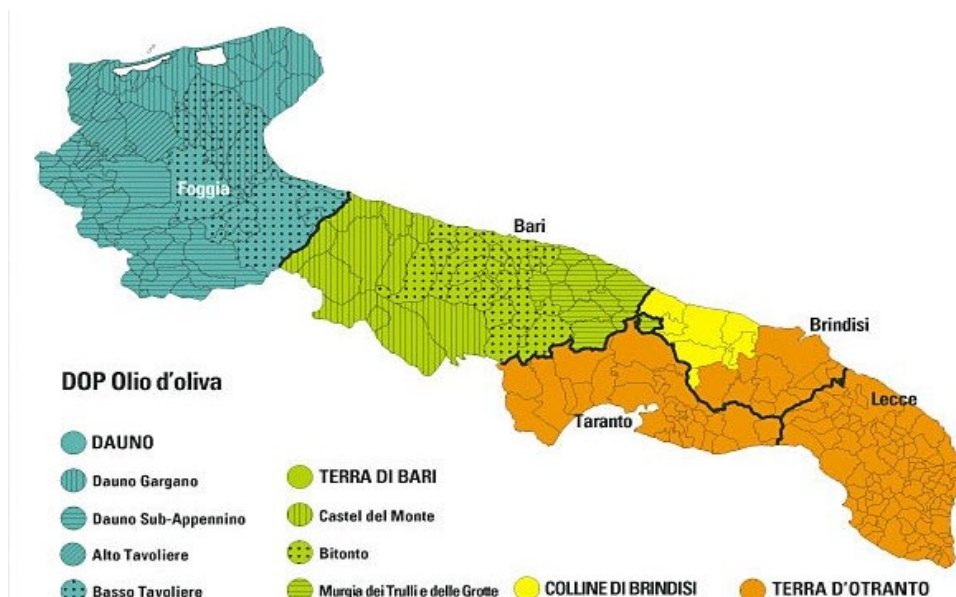 Foggia
Bari
Brindisi
Lecce
Taranto
DOP Olio d'oliva
DAUNO
Dauno Gargano
Dauno Sub-Appennino
Alto Tavoliere
Basso Tavoliere
TERRA DI BARI
Castel del Monte
Bitonto
Murgia dei Trulli e delle Grotte
COLLINE DI BRINDISI
TERRA D'OTRANTO